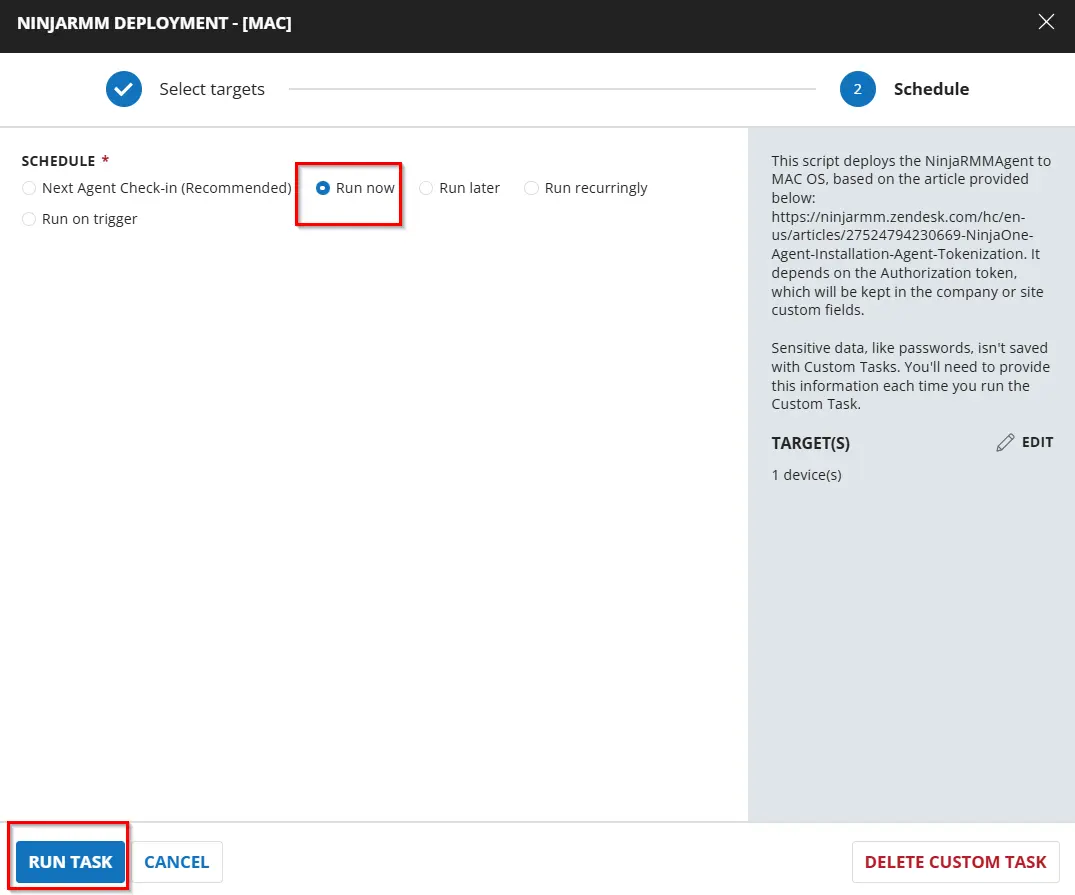 NINJARMM DEPLOYMENT - [MAC]
Select targets
2
Schedule
SCHEDULE *
Next Agent Check-in (Recommended)
Run now
Run later
Run recurringly
Run on trigger
This script deploys the NinjaRMMAgent to
MAC OS, based on the article provided
below:
https://ninjarmm.zendesk.com/hc/en-
us/articles/27524794230669-NinjaOne-
Agent-Installation-Agent-Tokenization. It
depends on the Authorization token,
which will be kept in the company or site
custom fields.
Sensitive data, like passwords, isn't saved
with Custom Tasks. You'll need to provide
this information each time you run the
Custom Task.
TARGET(S)
EDIT
1 device(s)
RUN TASK
CANCEL
DELETE CUSTOM TASK